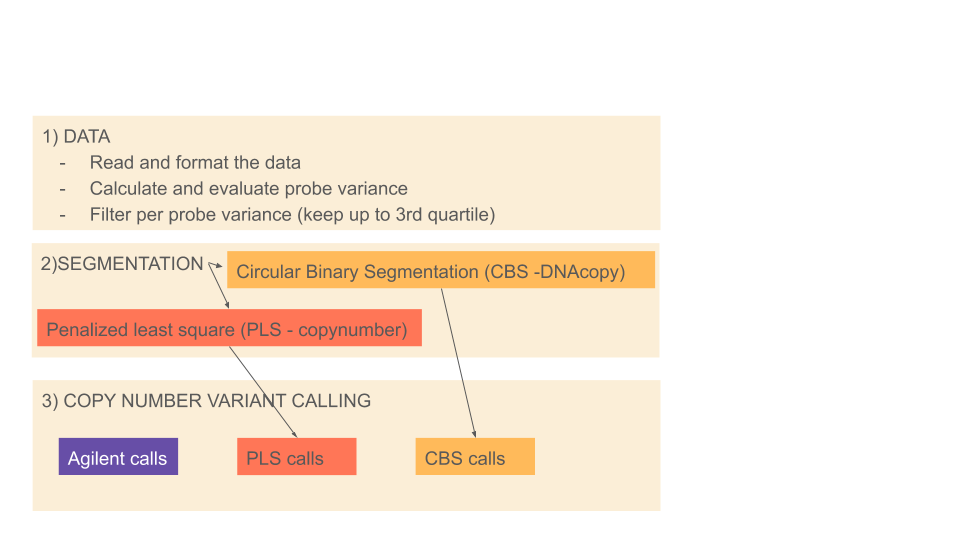 1) DATA
- Read and format the data
- Calculate and evaluate probe variance
- Filter per probe variance (keep up to 3rd quartile)
2)SEGMENTATION
Circular Binary Segmentation (CBS -DNAcopy)
Penalized least square (PLS - copynumber)
3) COPY NUMBER VARIANT CALLING
Agilent calls
PLS calls
CBS calls